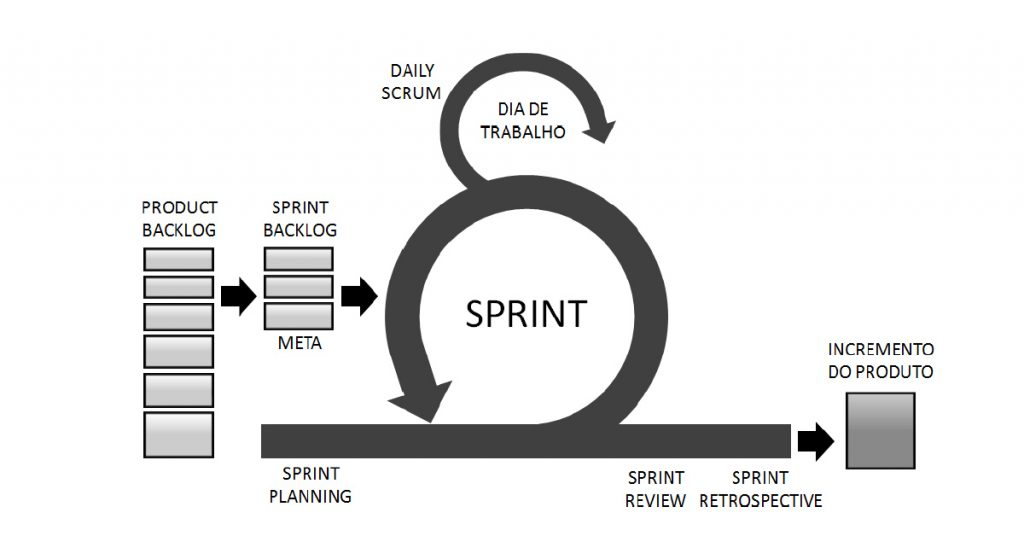 DAILY
SCRUM
DIA DE
TRABALHO
PRODUCT
BACKLOG
SPRINT
BACKLOG
META
SPRINT
INCREMENTO
DO PRODUTO
SPRINT
PLANNING
SPRINT
REVIEW
SPRINT
RETROSPECTIVE